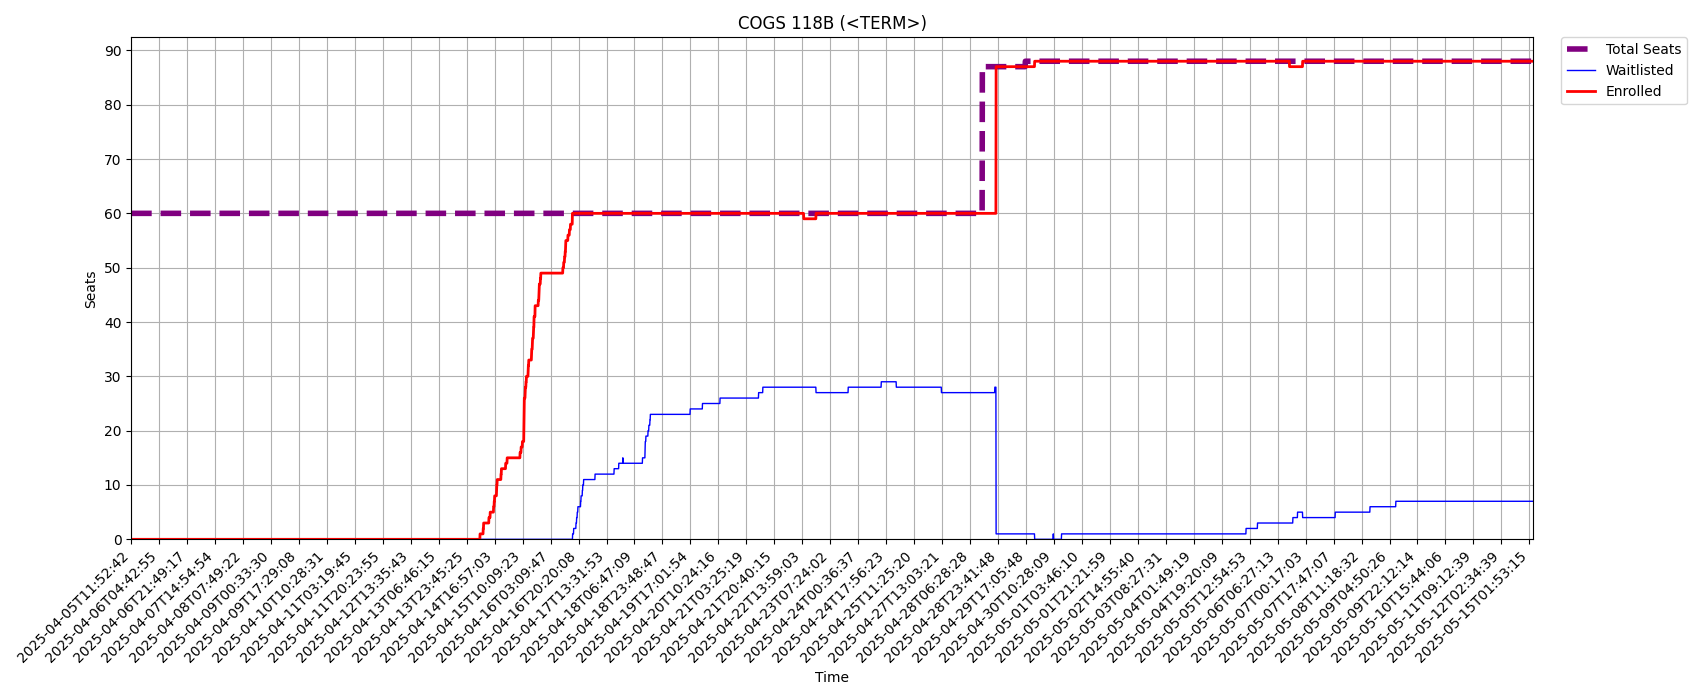 COGS 118B (<TERM>)
Total Seats
Waitlisted
Enrolled
Seats
90
80
70
60
50
40
30
20
10
0
2025-04-05T11:52:42
2025-04-06T04:42:55
2025-04-06T21:49:17
2025-04-07T14:54:54
2025-04-08T07:49:22
2025-04-09T00:33:30
2025-04-09T17:29:08
2025-04-10T10:28:31
2025-04-11T03:19:45
2025-04-11T20:23:55
2025-04-12T13:35:43
2025-04-13T06:46:15
2025-04-13T23:45:25
2025-04-14T16:57:03
2025-04-15T10:09:23
2025-04-16T03:09:47
2025-04-16T20:20:08
2025-04-17T13:31:53
2025-04-18T06:47:09
2025-04-18T23:48:47
2025-04-19T17:01:54
2025-04-20T10:24:16
2025-04-21T03:25:19
2025-04-21T20:40:15
2025-04-22T13:59:03
2025-04-23T07:24:02
2025-04-24T00:36:37
2025-04-24T17:56:23
2025-04-25T11:25:20
2025-04-27T13:03:21
2025-04-28T06:28:28
2025-04-28T23:41:48
2025-04-29T17:05:48
2025-04-30T10:28:09
2025-05-01T03:46:10
2025-05-01T21:21:59
2025-05-02T14:55:40
2025-05-03T08:27:31
2025-05-04T01:49:19
2025-05-04T19:20:09
2025-05-05T12:54:53
2025-05-06T06:27:13
2025-05-07T00:17:03
2025-05-07T17:47:07
2025-05-08T11:18:32
2025-05-09T04:50:26
2025-05-09T22:12:14
2025-05-10T15:44:06
2025-05-11T09:12:39
2025-05-12T02:34:39
2025-05-15T01:53:15
Time